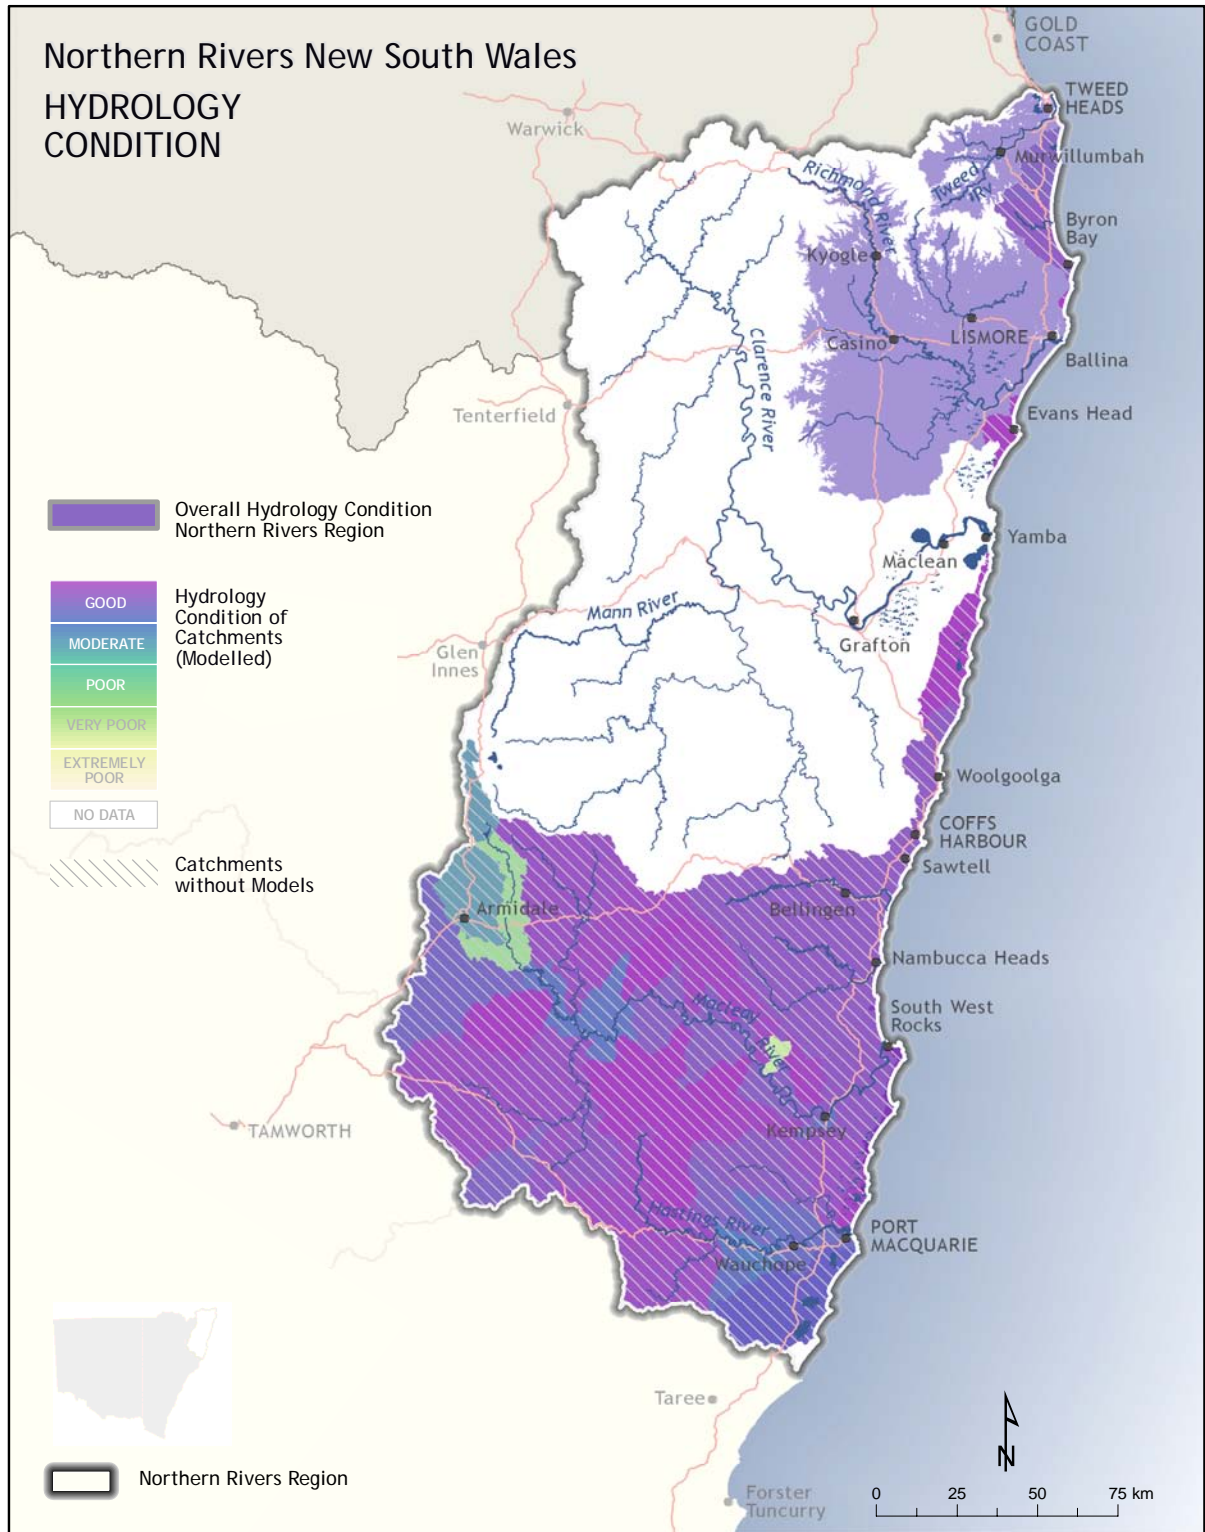 Northern Rivers New South Wales
HYDROLOGY
CONDITION
GOLD
COAST
TWEED
HEADS
Warwick
Murwillumbah
Richmond River
Tweed
Rv
Byron
Bay
Kyogle
Clarence River
Casino
LISMORE
Ballina
Tenterfield
Evans Head
Overall Hydrology Condition
Northern Rivers Region
Yamba
Maclean
GOOD
MODERATE
POOR
VERY POOR
EXTREMELY
POOR
NO DATA
Hydrology
Condition of
Catchments
(Modelled)
Mann River
Grafton
Glen
Innes
Woolgoolga
COFFS
HARBOUR
Sawtell
Catchments
without Models
Armidale
Bellingen
Nambucca Heads
Macleay
River
South West
Rocks
TAMWORTH
Kempsey
Hastings River
PORT
MACQUARIE
Wauchope
Taree
Northern Rivers Region
Forster
Tuncurry
N
0 25 50 75 km